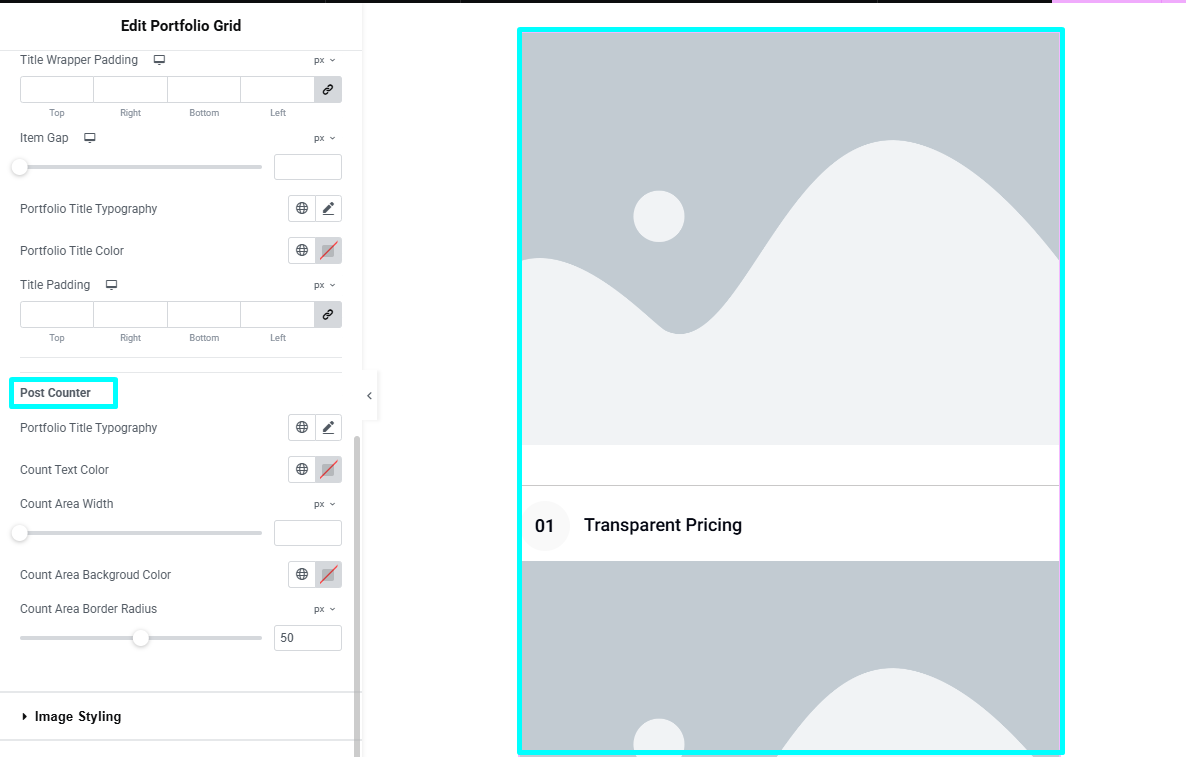 Edit Portfolio Grid
Title Wrapper Padding px
Top Right Bottom Left
Item Gap px
Portfolio Title Typography
Portfolio Title Color
Title Padding px
Top Right Bottom Left
Post Counter
Portfolio Title Typography
Count Text Color
Count Area Width px
Count Area Backgroud Color
Count Area Border Radius px
50
Image Styling
01 Transparent Pricing